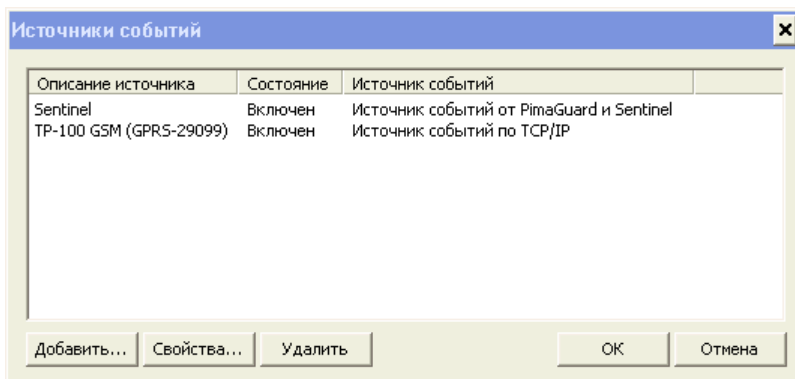 Источники событий
Описание источника Состояние Источник событий
Sentinel Включен Источник событий от PimaGuard и Sentinel
TP-100 GSM (GPRS-29099) Включен Источник событий по TCP/IP
Добавить... Свойства... Удалить ОК Отмена